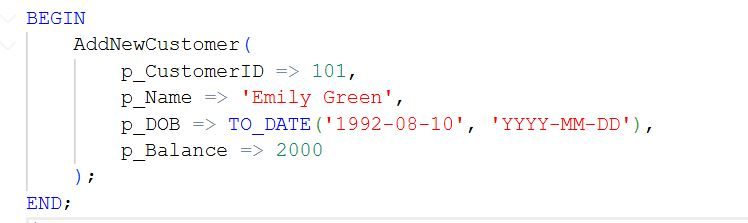 BEGIN
    AddNewCustomer(
        p_CustomerID => 101,
        p_Name => 'Emily Green',
        p_DOB => TO_DATE('1992-08-10', 'YYYY-MM-DD'),
        p_Balance => 2000
    );
END;